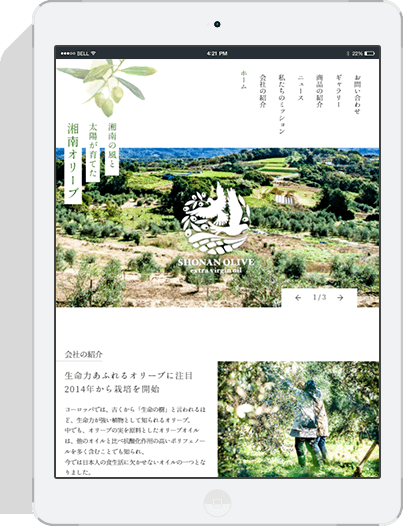 BELL
4:21 PM
22%
お問い合わせ
ギャラリー
商品の紹介
ニュース
私たちのミッション
会社の紹介
ホーム
湘南の風と
太陽が育てた
湘南オリーブ
SHONAN OLIVE
extra virgin oil
← 1/3 →
会社の紹介
生命力あふれるオリーブに注目
2014年から栽培を開始
ヨーロッパでは、古くから「生命の樹」と言われるほ
ど、生命力が強い植物として知られるオリーブ。
中でも、オリーブの実を原料としたオリーブオイル
は、他のオイルと比べ抗酸化作用の高いポリフェノー
ルを多く含むことでも知られ、
今では日本人の食生活に欠かせないオイルの一つとな
りました。